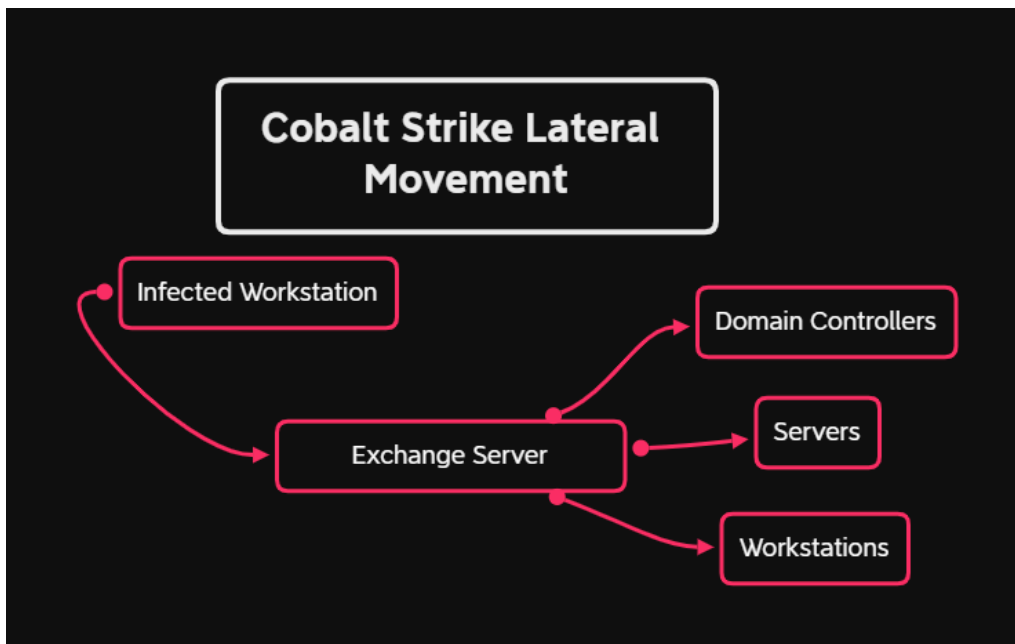 Cobalt Strike Lateral
Movement
Infected Workstation
Domain Controllers
Servers
Exchange Server
Workstations